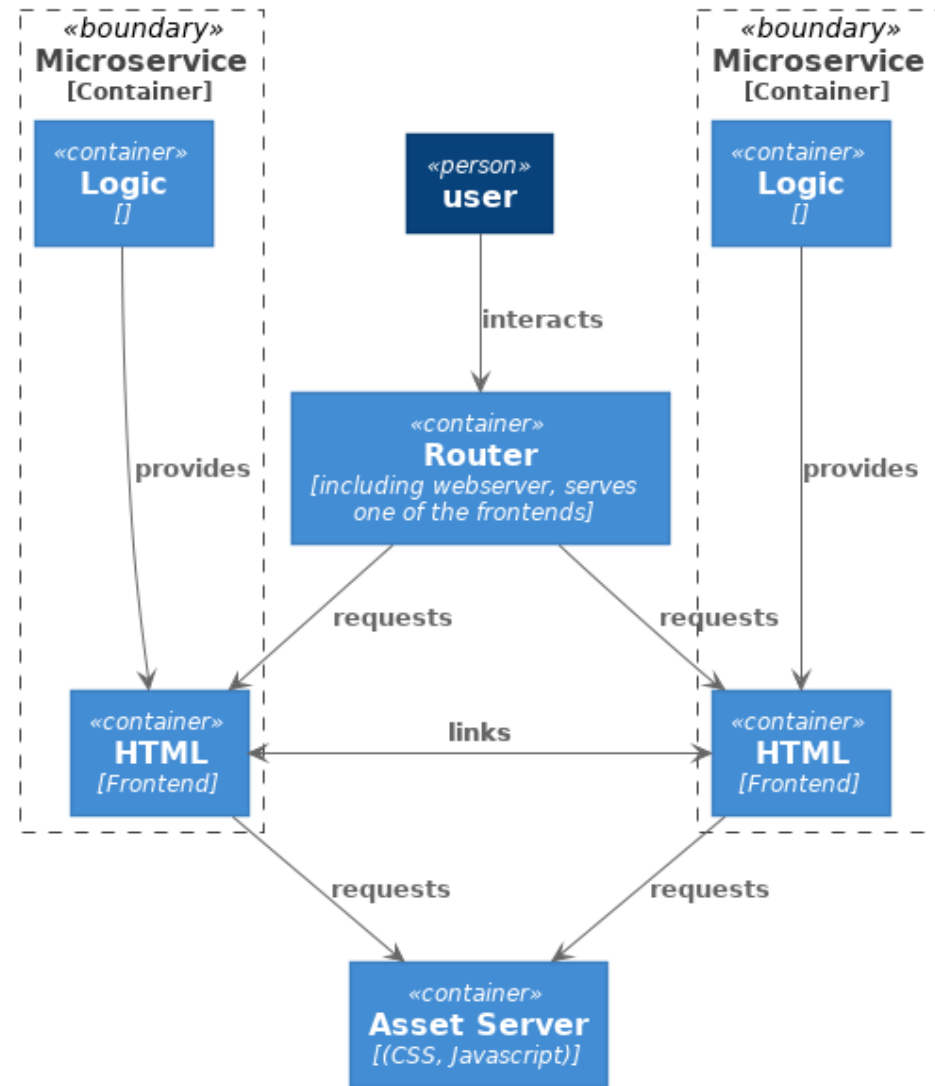 «boundary»
Microservice
[Container]
«boundary»
Microservice
[Container]
«container»
Logic
[]
«person»
user
«container»
Logic
[]
interacts
«container»
Router
[including webserver, serves
one of the frontends]
provides
provides
requests
requests
«container»
HTML
[Frontend]
links
«container»
HTML
[Frontend]
requests
requests
«container»
Asset Server
[(CSS, Javascript)]